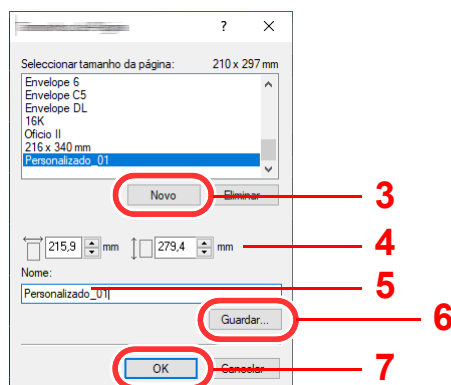 ? ×
Seleccionar tamanho da página: 210 x 297 mm
Envelope 6
Envelope C5
Envelope DL
16K
Oficio II
216 x 340 mm
Personalizado_01
Novo Eliminar 3
215,9 mm 279,4 mm 4
Nome:
Personalizado_01 5
Guardar... 6
OK Cancelar 7